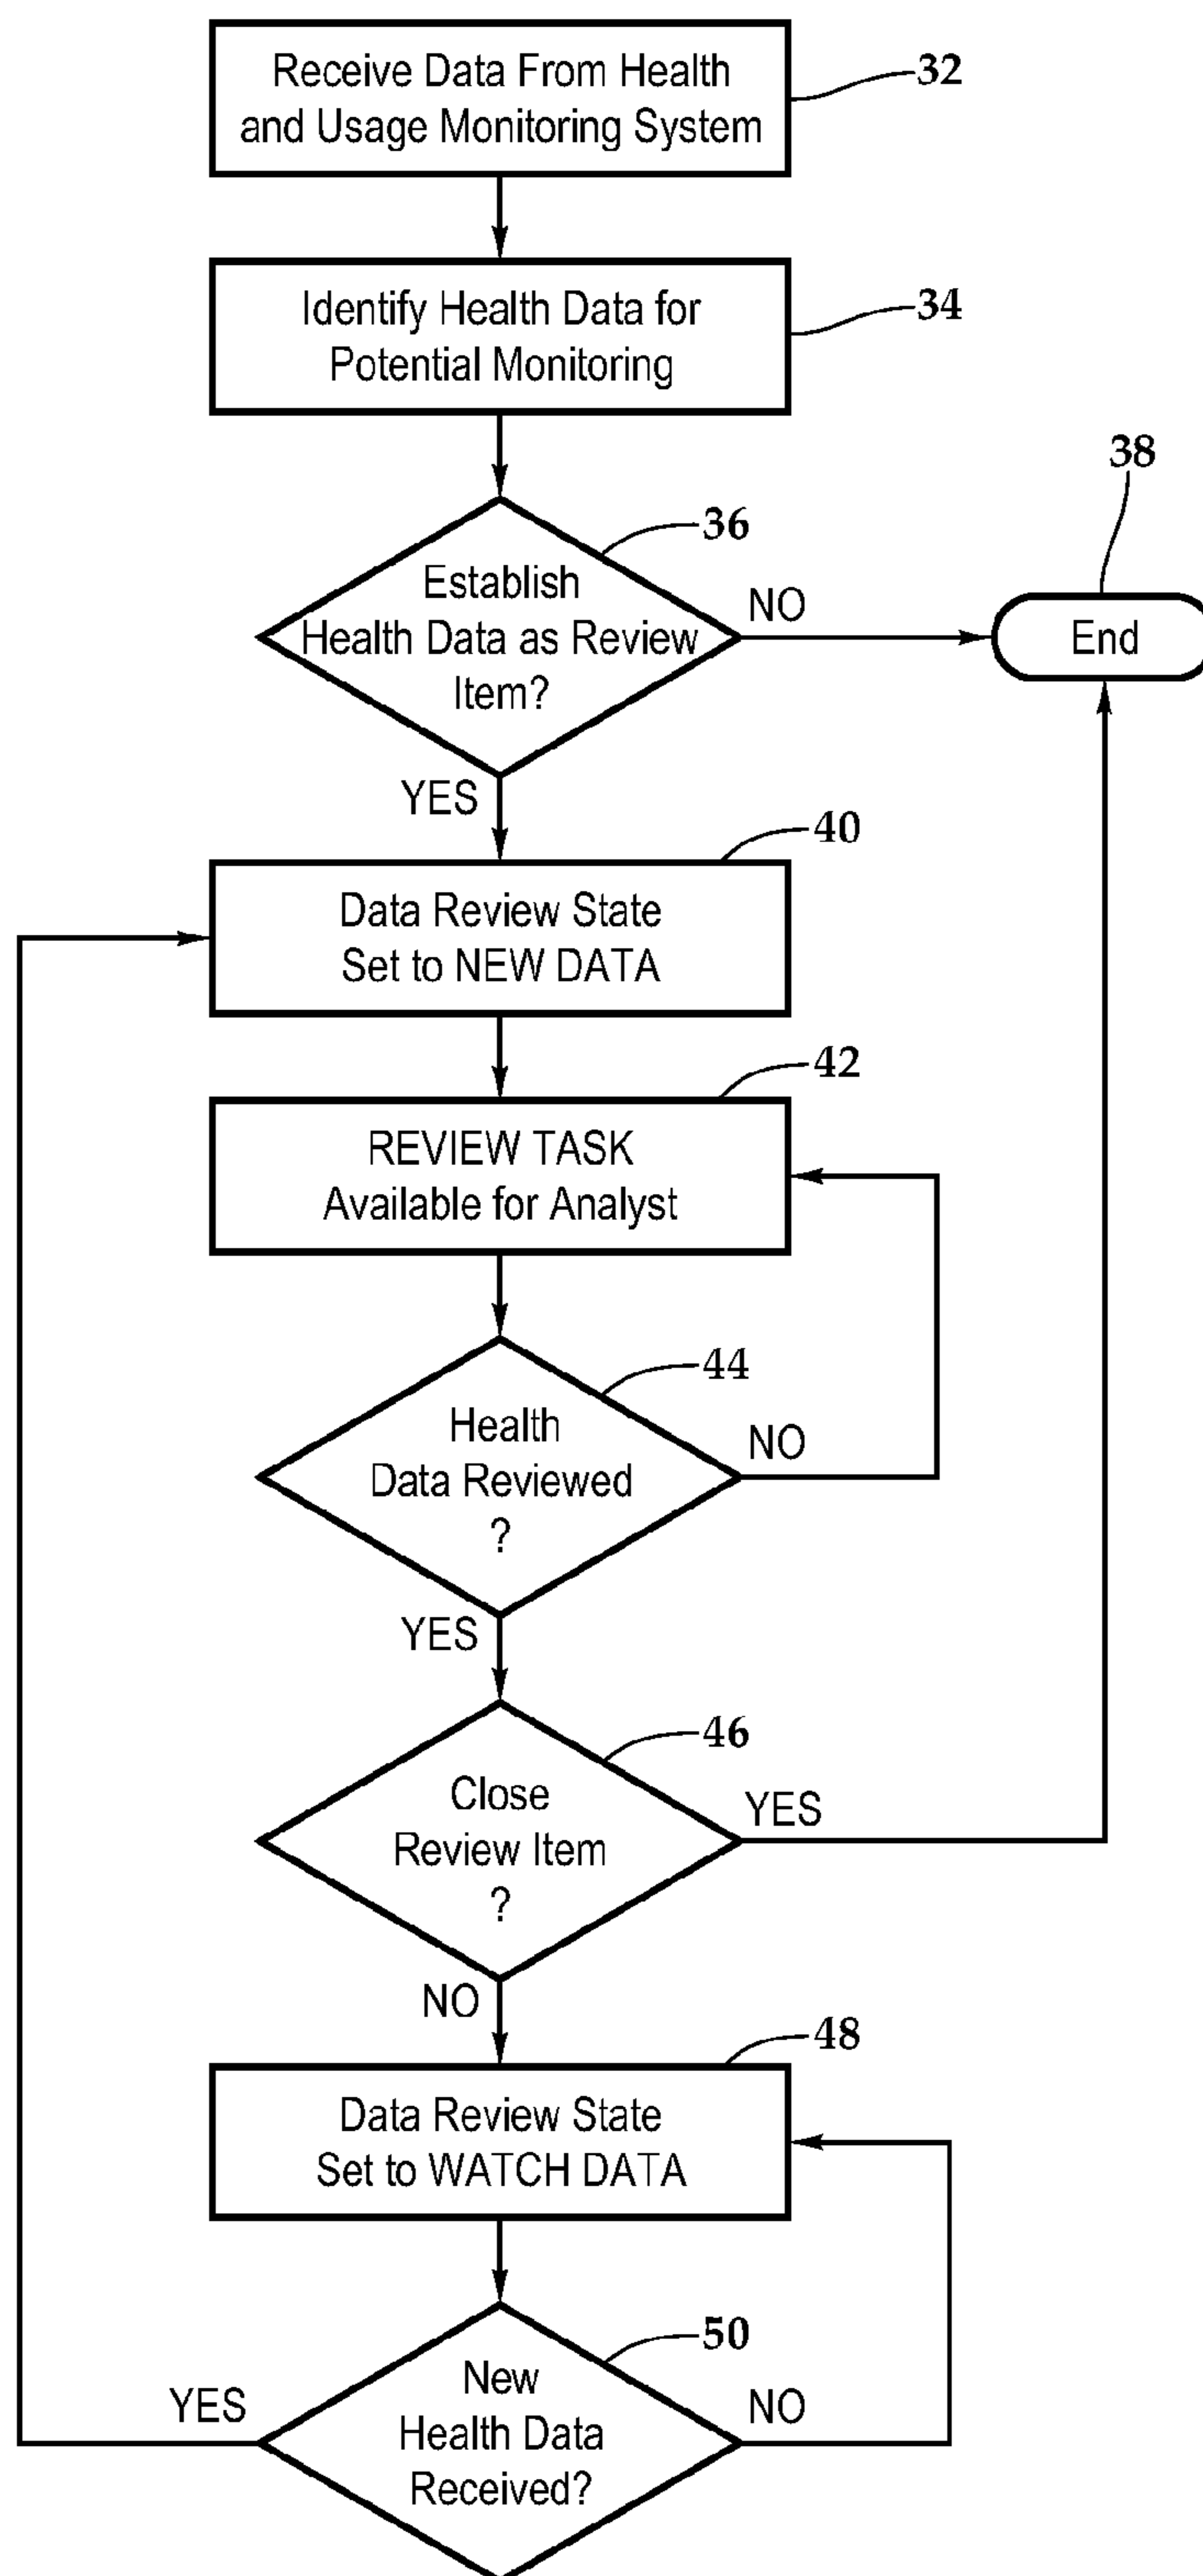 Receive Data From Health
and Usage Monitoring System
32
Identify Health Data for
Potential Monitoring
34
38
36
Establish
Health Data as Review
Item?
NO
End
YES
40
Data Review State
Set to NEW DATA
42
REVIEW TASK
Available for Analyst
44
Health
Data Reviewed
?
NO
YES
46
Close
Review Item
?
YES
NO
48
Data Review State
Set to WATCH DATA
50
New
Health Data
Received?
YES
NO